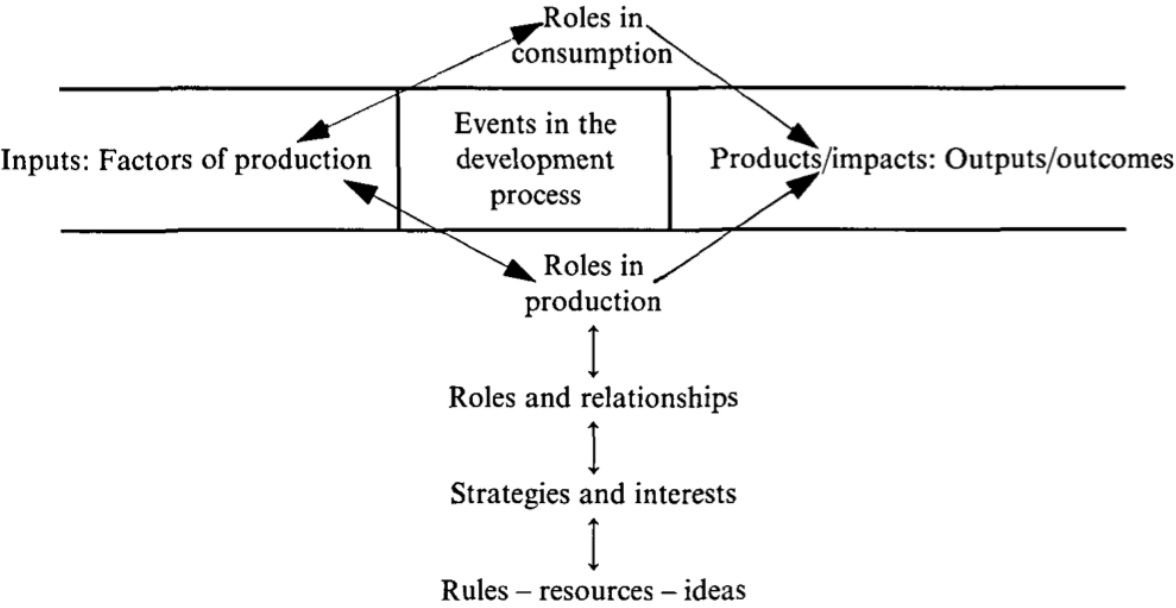 Roles in
consumption
Inputs: Factors of production
Events in the
development
process
Products/impacts: Outputs/outcomes
Roles in
production
Roles and relationships
Strategies and interests
Rules – resources – ideas